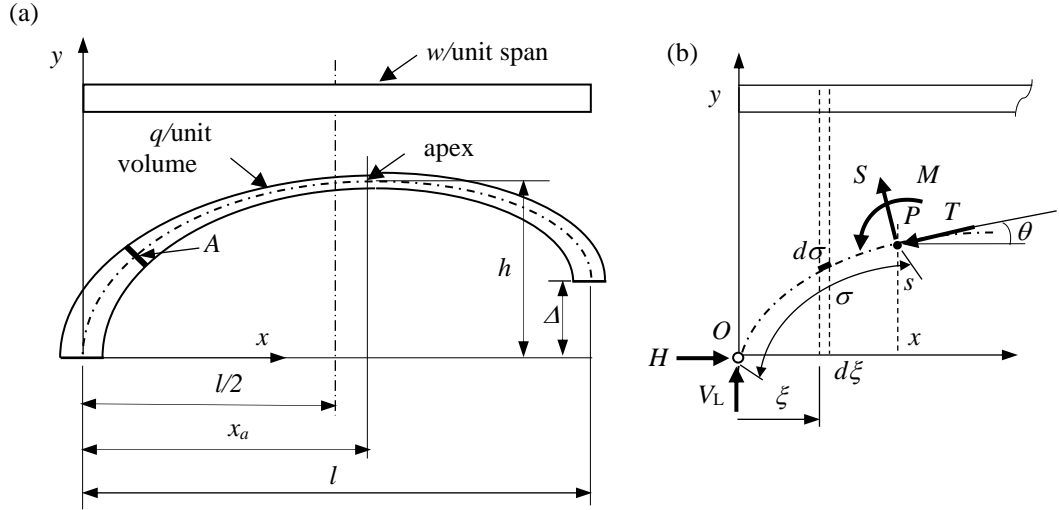 (a)
y
w/unit span
q/unit
volume
apex
A
h
Δ
x
l/2
x_a
l
(b)
y
S
M
P
T
θ
dσ
σ
s
O
x
H
dξ
V_L
ξ